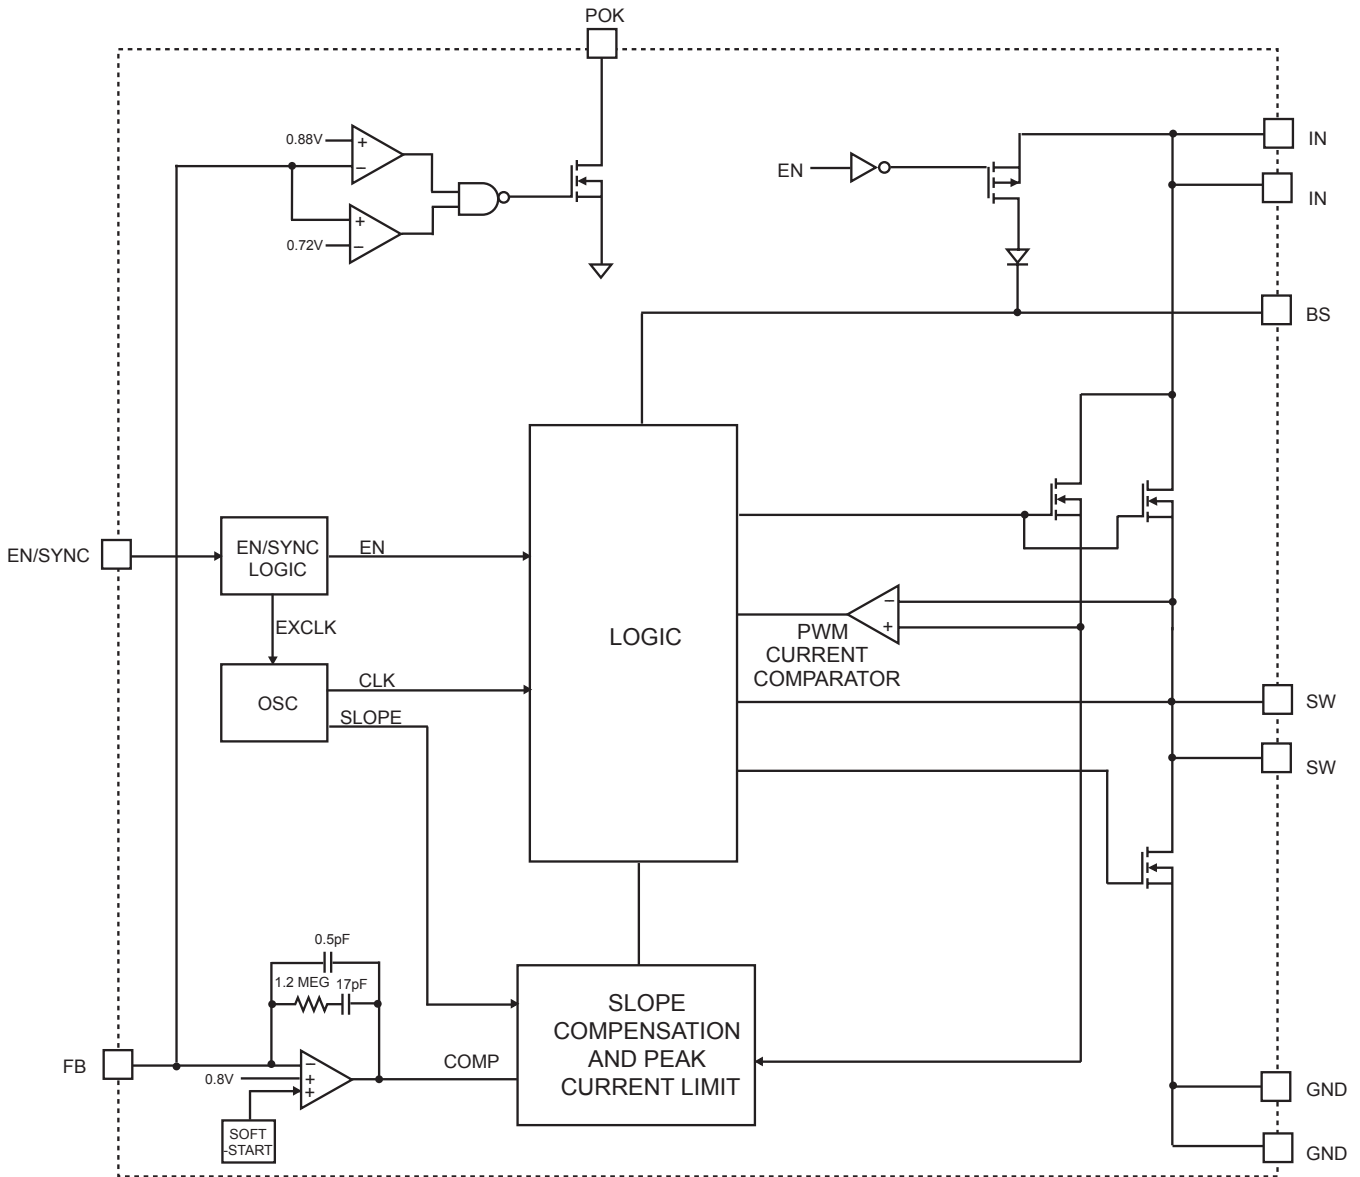 POK
0.88V
+
−
IN
EN
IN
+
0.72V
−
BS
EN/SYNC
EN/SYNC
LOGIC
EN
EXCLK
LOGIC
−
+
PWM
CURRENT
COMPARATOR
OSC
CLK
SLOPE
SW
SW
0.5pF
1.2 MEG
17pF
SLOPE
COMPENSATION
AND PEAK
CURRENT LIMIT
FB
−
0.8V
+
+
COMP
SOFT
-START
GND
GND